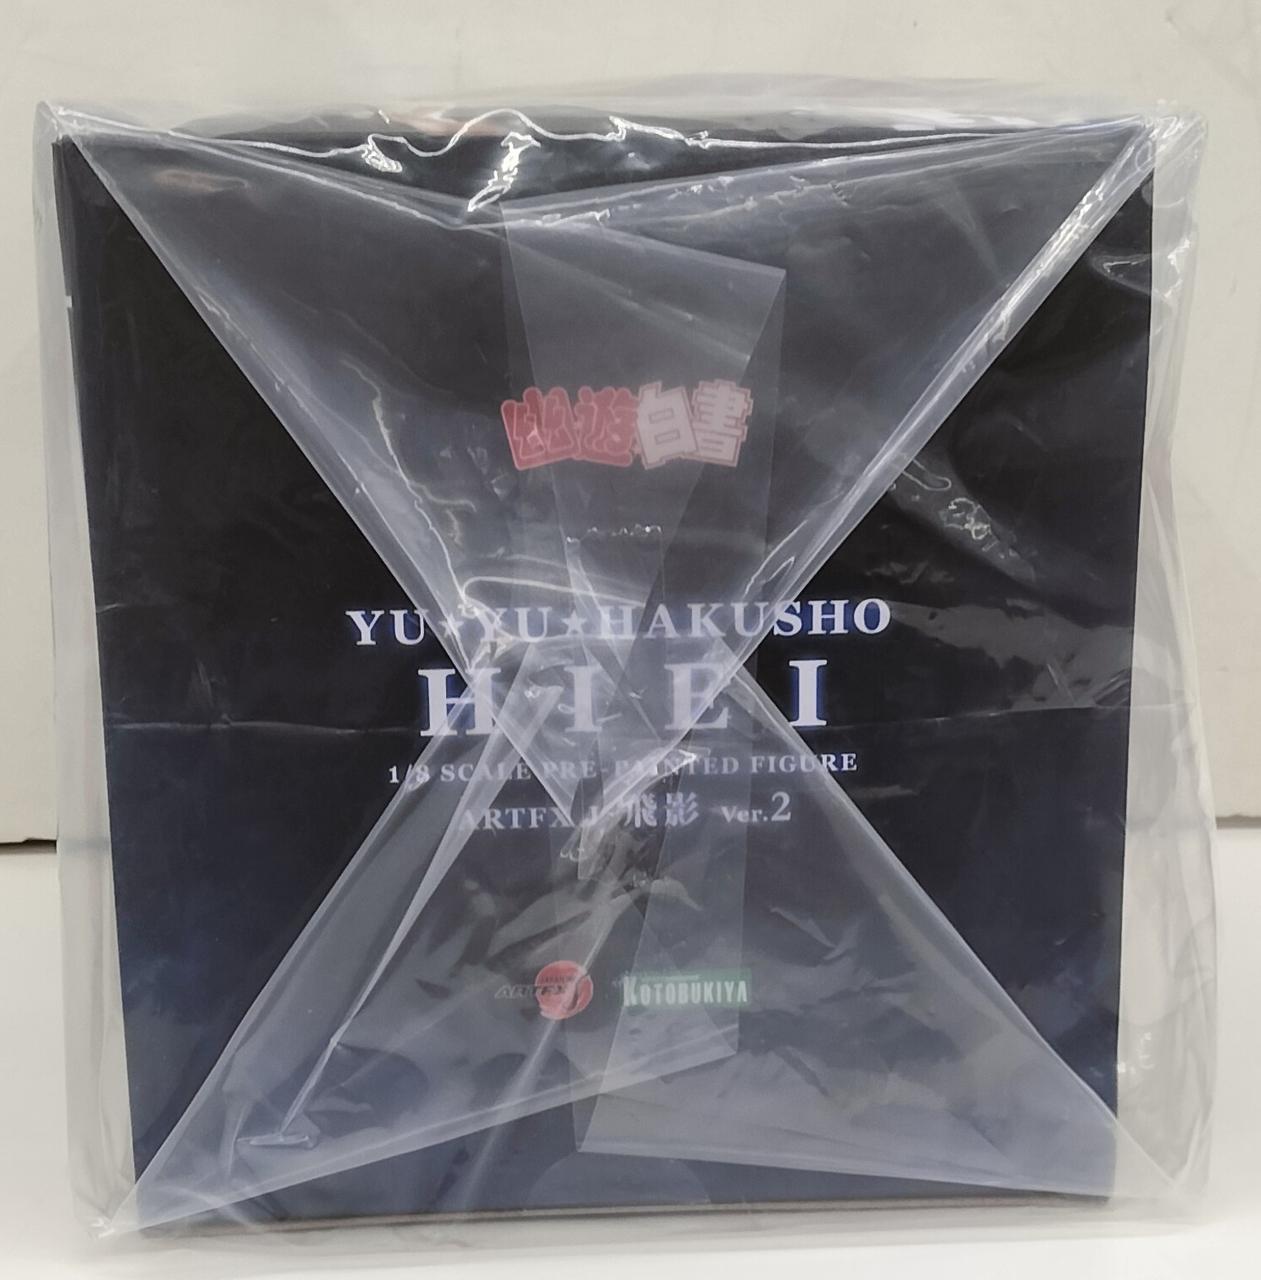 幽遊白書
YU★YU★HAKUSHO
HIEI
1/8 SCALE PRE-PAINTED FIGURE
ARTFX J 飛影 Ver.2
ARTFX J
KOTOBUKIYA